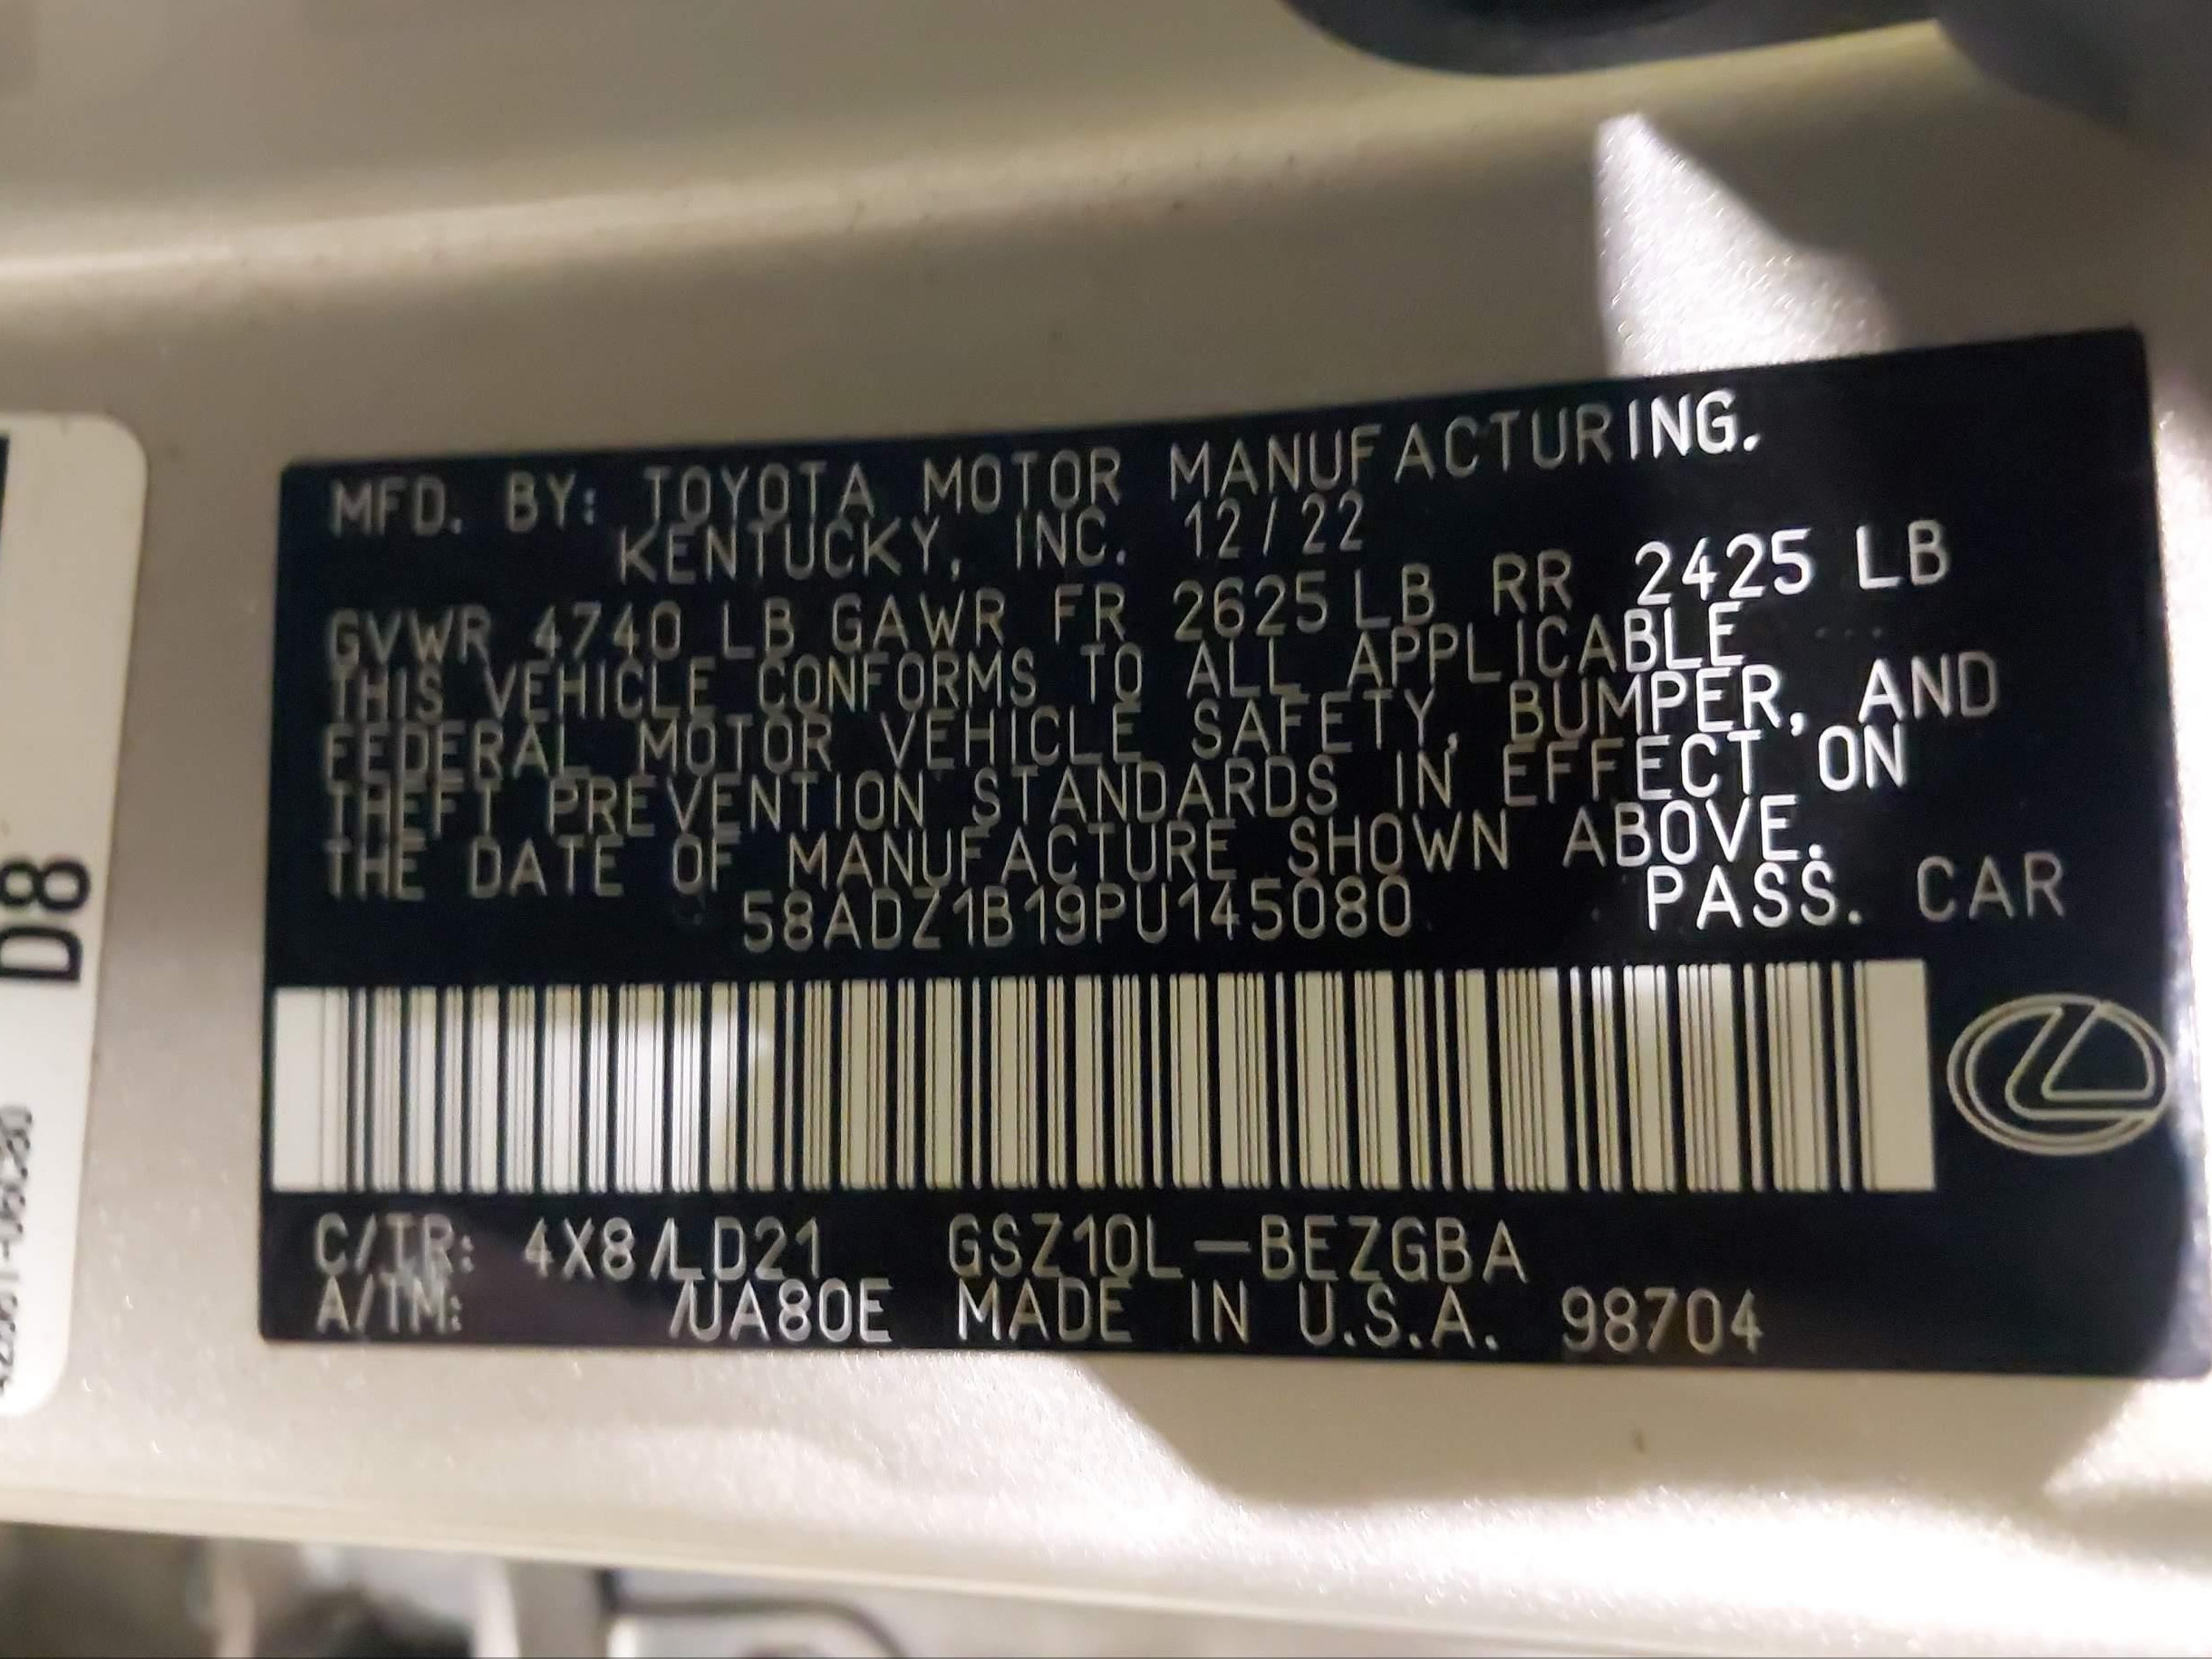 MFD. BY: TOYOTA MOTOR MANUFACTURING.
KENTUCKY, INC. 12/22
GVWR 4740 LB GAWR FR 2625 LB RR 2425 LB
THIS VEHICLE CONFORMS TO ALL APPLICABLE
FEDERAL MOTOR VEHICLE SAFETY, BUMPER, AND
THEFT PREVENTION STANDARDS IN EFFECT ON
THE DATE OF MANUFACTURE SHOWN ABOVE.
58ADZ1B19PU145080 PASS. CAR
C/TR: 4X8/LD21 GSZ10L-BEZGBA
A/TM: /UA80E MADE IN U.S.A. 98704
D8